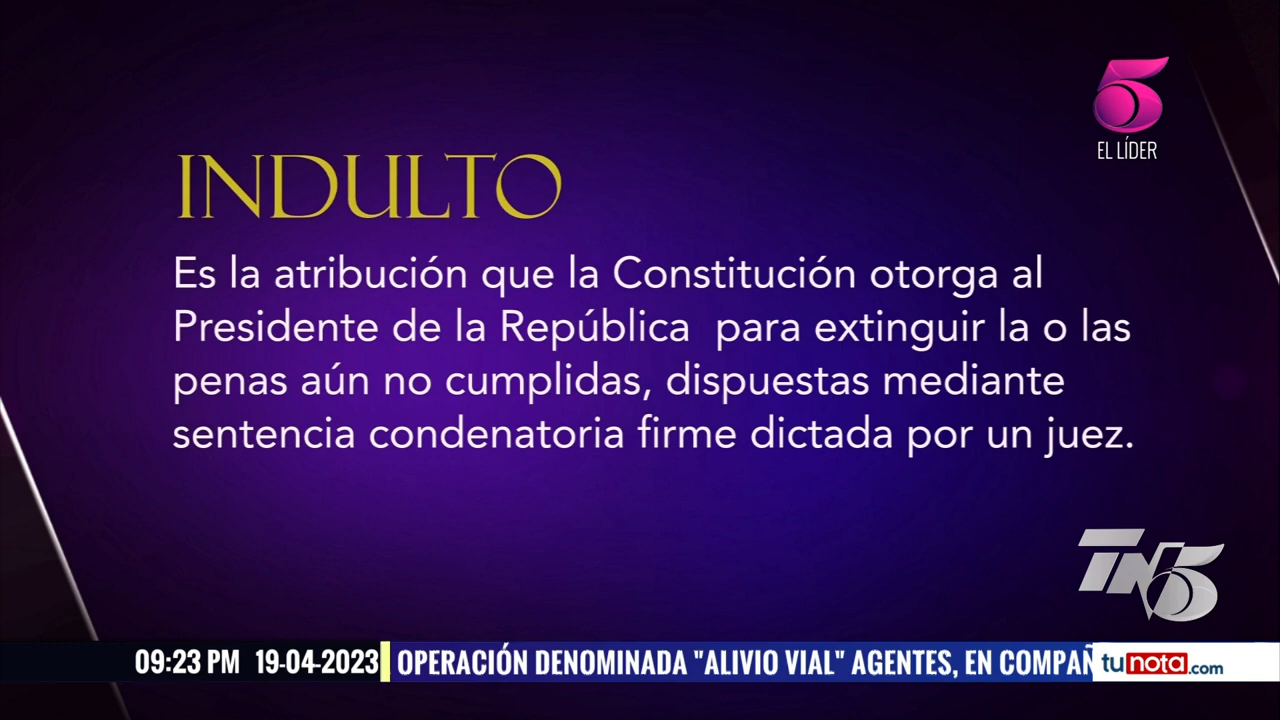 5
EL LÍDER
INDULTO
Es la atribución que la Constitución otorga al
Presidente de la República para extinguir la o las
penas aún no cumplidas, dispuestas mediante
sentencia condenatoria firme dictada por un juez.
TN5
09:23 PM 19-04-2023 OPERACIÓN DENOMINADA "ALIVIO VIAL" AGENTES, EN COMPAÑ tunota.com